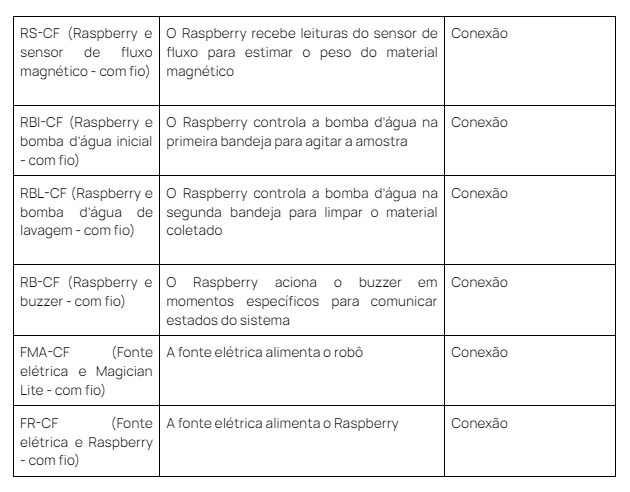 RS-CF (Raspberry e
sensor de fluxo
magnético - com fio)
O Raspberry recebe leituras do sensor de
fluxo para estimar o peso do material
magnético
Conexão
RBI-CF (Raspberry e
bomba d'água inicial
- com fio)
O Raspberry controla a bomba d'água na
primeira bandeja para agitar a amostra
Conexão
RBL-CF (Raspberry e
bomba d'água de
lavagem - com fio)
O Raspberry controla a bomba d'água na
segunda bandeja para limpar o material
coletado
Conexão
RB-CF (Raspberry e
buzzer - com fio)
O Raspberry aciona o buzzer em
momentos específicos para comunicar
estados do sistema
Conexão
FMA-CF (Fonte
elétrica e Magician
Lite - com fio)
A fonte elétrica alimenta o robô
Conexão
FR-CF (Fonte
elétrica e Raspberry
- com fio)
A fonte elétrica alimenta o Raspberry
Conexão